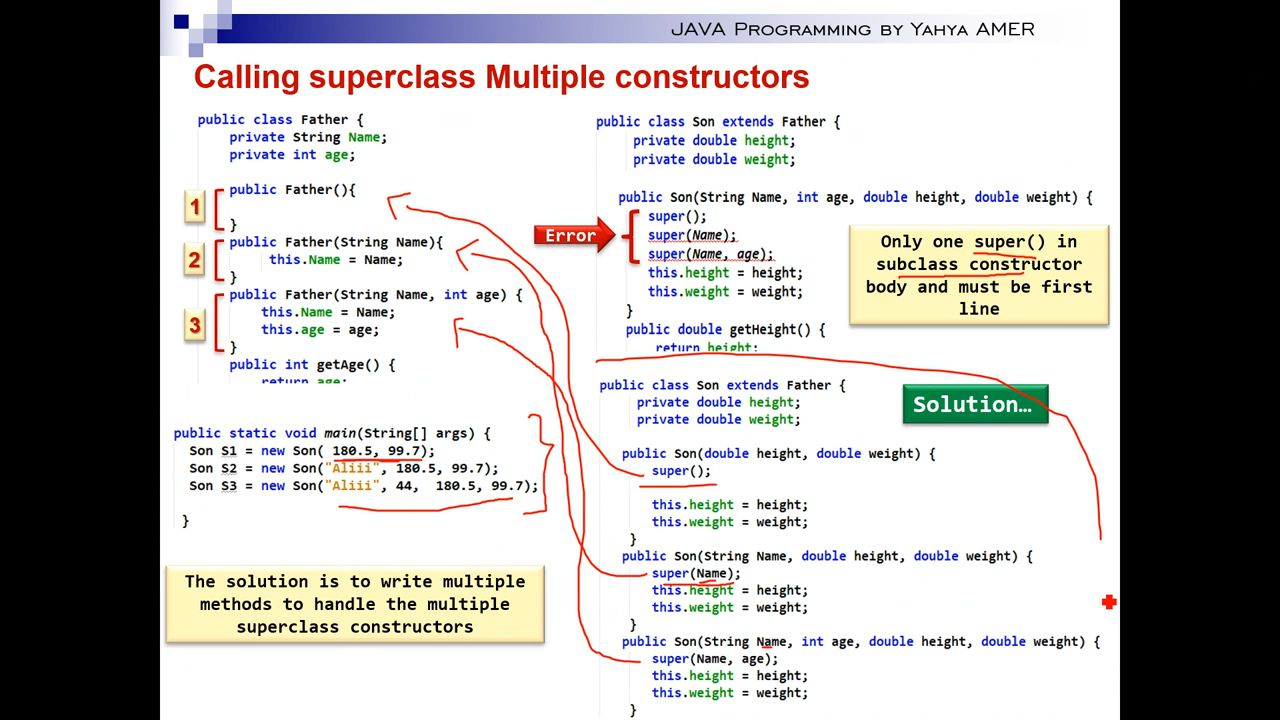 JAVA Programming by Yahya AMER
Calling superclass Multiple constructors
public class Father {
private String Name;
private int age;
1
public Father(){
}
2
public Father(String Name){
this.Name = Name;
}
3
public Father(String Name, int age) {
this.Name = Name;
this.age = age;
}
public int getAge() {
return age;
public static void main(String[] args) {
Son S1 = new Son( 180.5, 99.7);
Son S2 = new Son("Aliii", 180.5, 99.7);
Son S3 = new Son("Aliii", 44, 180.5, 99.7);
}
The solution is to write multiple
methods to handle the multiple
superclass constructors
public class Son extends Father {
private double height;
private double weight;
public Son(String Name, int age, double height, double weight) {
Error
super();
super(Name);
super(Name, age);
this.height = height;
this.weight = weight;
}
public double getHeight() {
return height;
Only one super() in
subclass constructor
body and must be first
line
public class Son extends Father {
private double height;
private double weight;
Solution…
public Son(double height, double weight) {
super();
this.height = height;
this.weight = weight;
}
public Son(String Name, double height, double weight) {
super(Name);
this.height = height;
this.weight = weight;
}
public Son(String Name, int age, double height, double weight) {
super(Name, age);
this.height = height;
this.weight = weight;
}